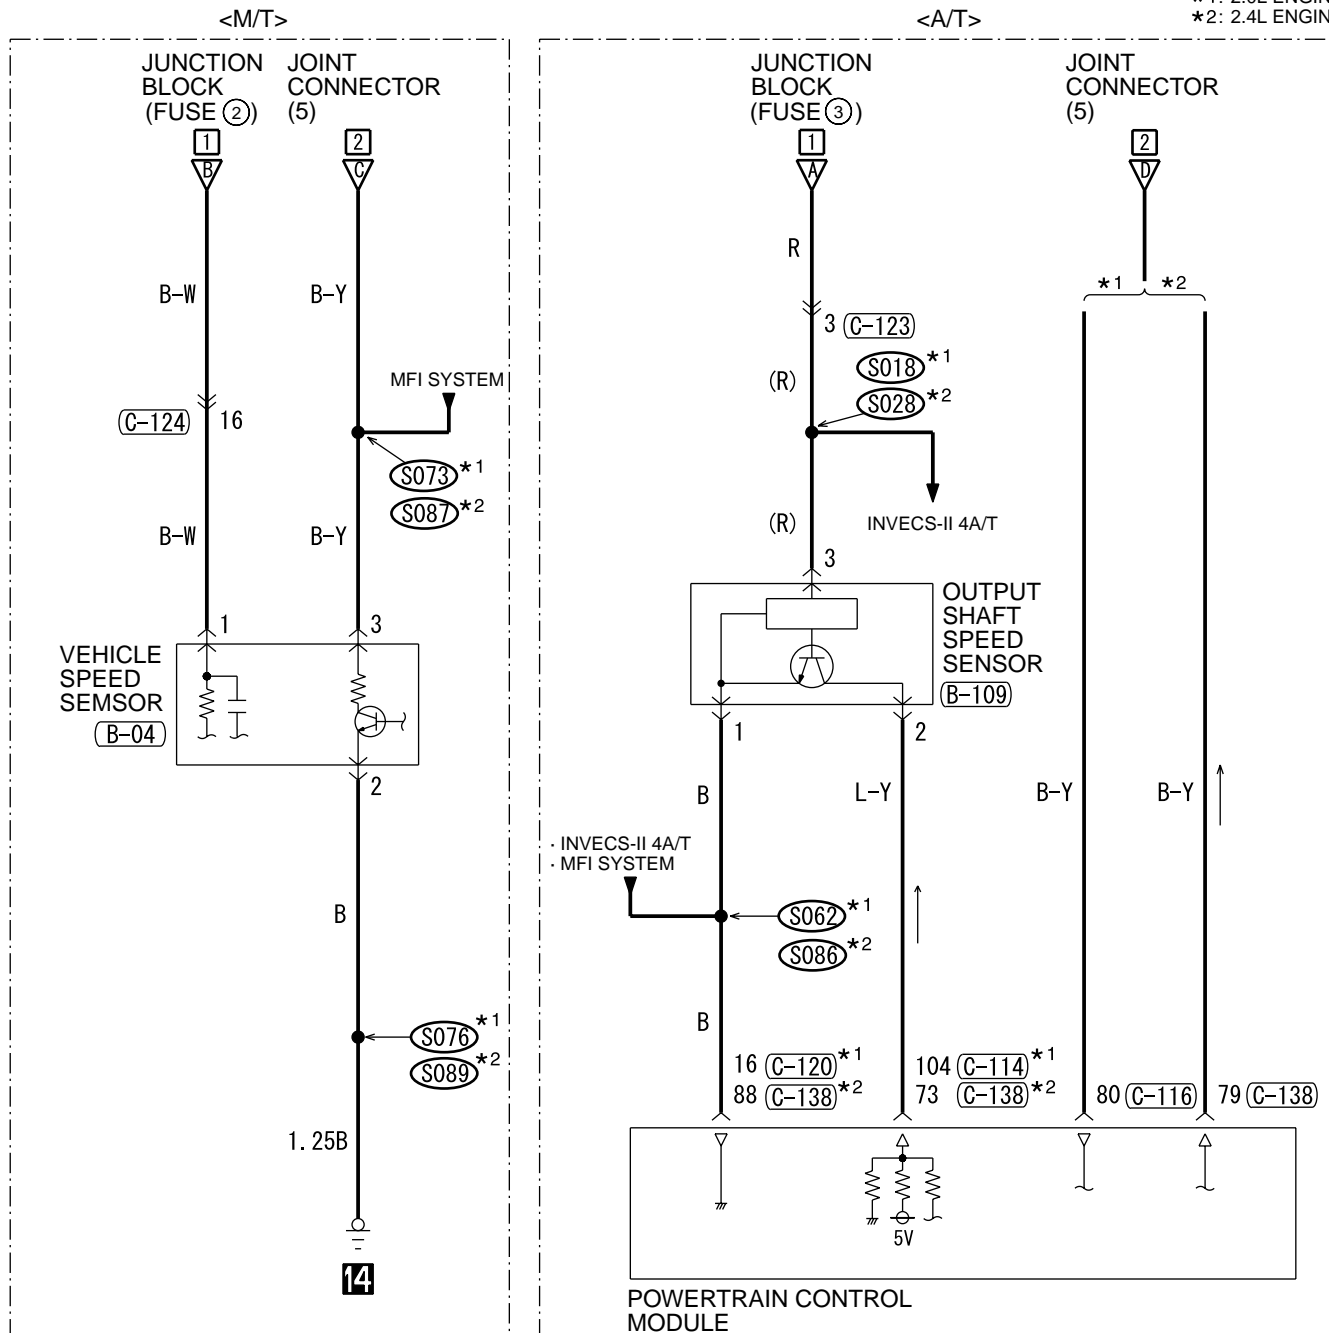 <M/T>
<A/T>
*2: 2.4L ENGIN
JUNCTION
BLOCK
(FUSE ②)
JOINT
CONNECTOR
(5)
JUNCTION
BLOCK
(FUSE ③)
JOINT
CONNECTOR
(5)
1
2
1
2
B
C
A
D
R
*1
*2
B-W
B-Y
3
C-123
S018 *1
(R)
S028 *2
MFI SYSTEM
C-124
16
S073 *1
S087 *2
INVECS-II 4A/T
B-W
B-Y
(R)
3
OUTPUT
SHAFT
SPEED
SENSOR
B-109
1
3
VEHICLE
SPEED
SEMSOR
B-04
1
2
2
B
L-Y
B-Y
B-Y
· INVECS-II 4A/T
· MFI SYSTEM
B
S062 *1
S086 *2
B
S076 *1
S089 *2
16 C-120 *1
88 C-138 *2
104 C-114 *1
73 C-138 *2
80 C-116
79 C-138
1.25B
5V
14
POWERTRAIN CONTROL
MODULE